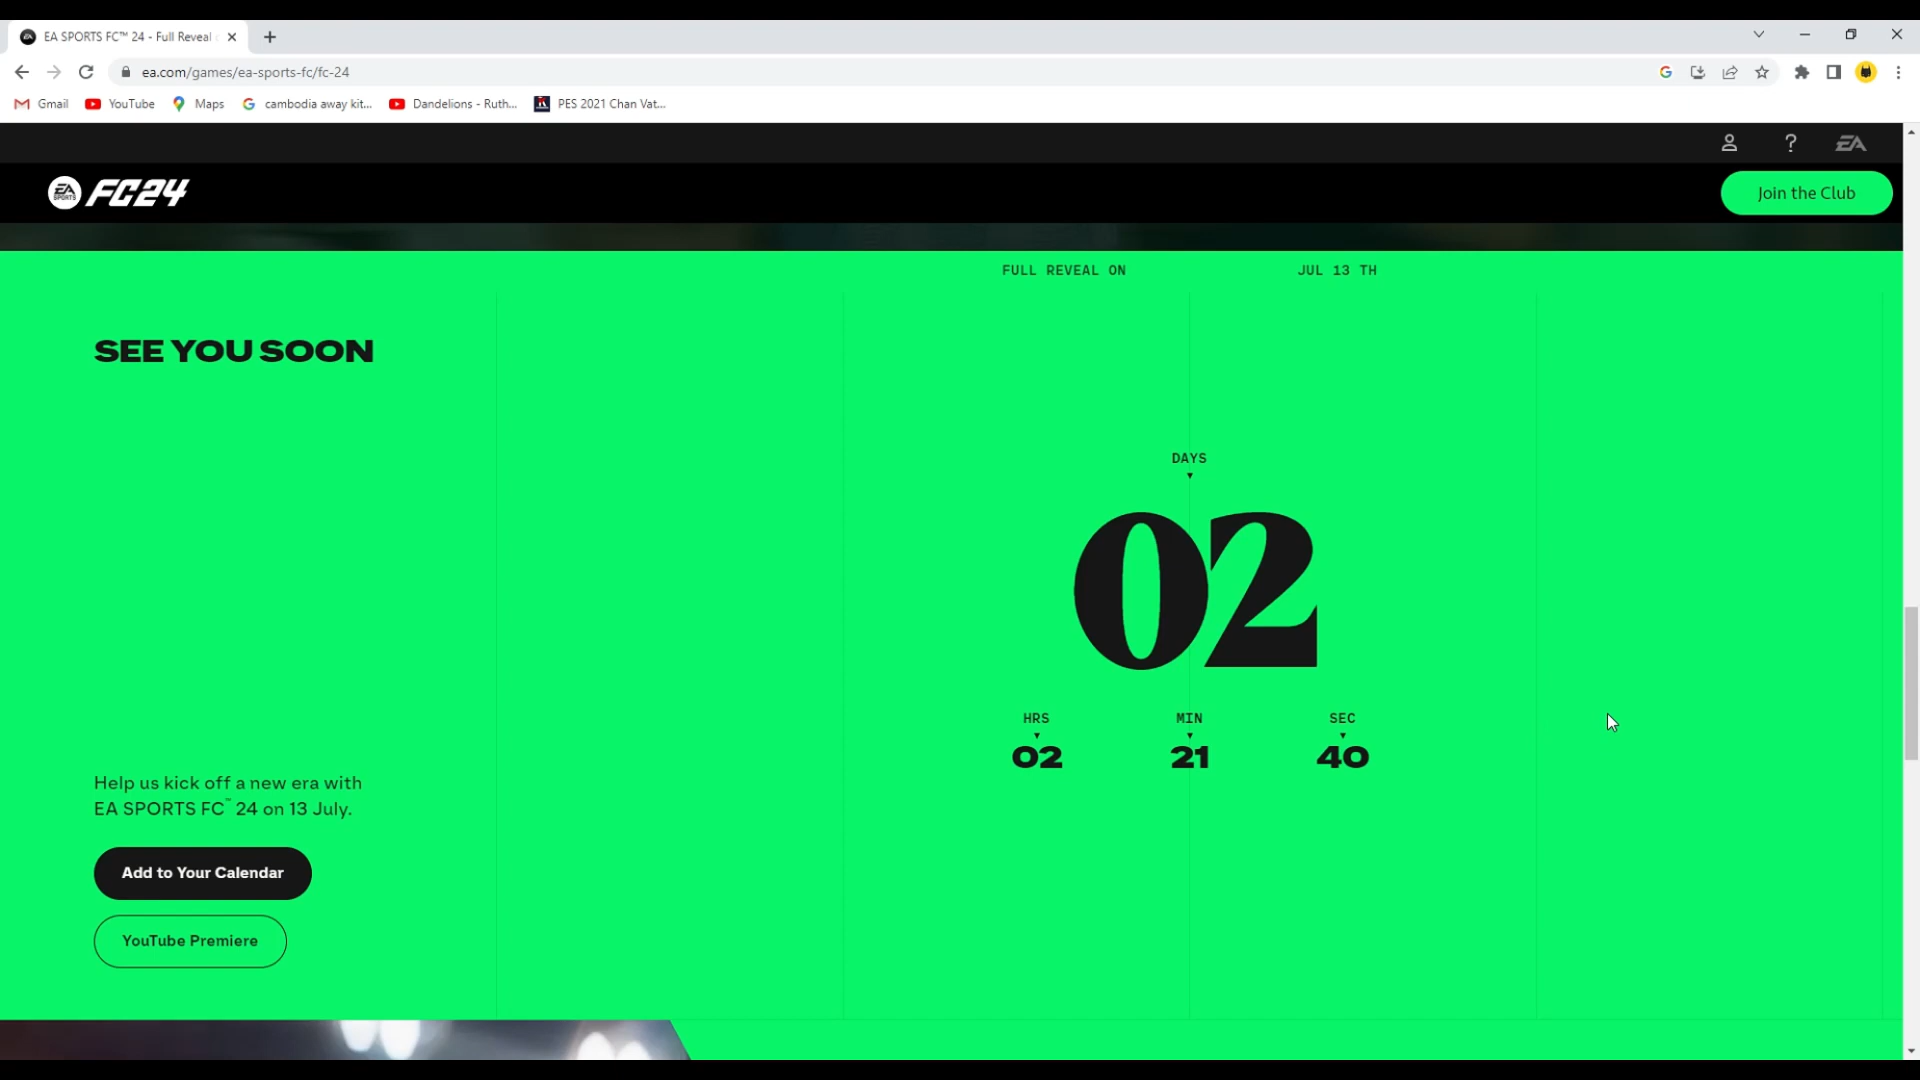 EA SPORTS FC™ 24 - Full Reveal
ea.com/games/ea-sports-fc/fc-24
Gmail
YouTube
Maps
cambodia away kit...
Dandelions - Ruth...
PES 2021 Chan Vat...
?
EA
EA SPORTS FC24
Join the Club
FULL REVEAL ON JUL 13 TH
SEE YOU SOON
DAYS
02
HRS MIN SEC
02 21 40
Help us kick off a new era with
EA SPORTS FC™ 24 on 13 July.
Add to Your Calendar
YouTube Premiere